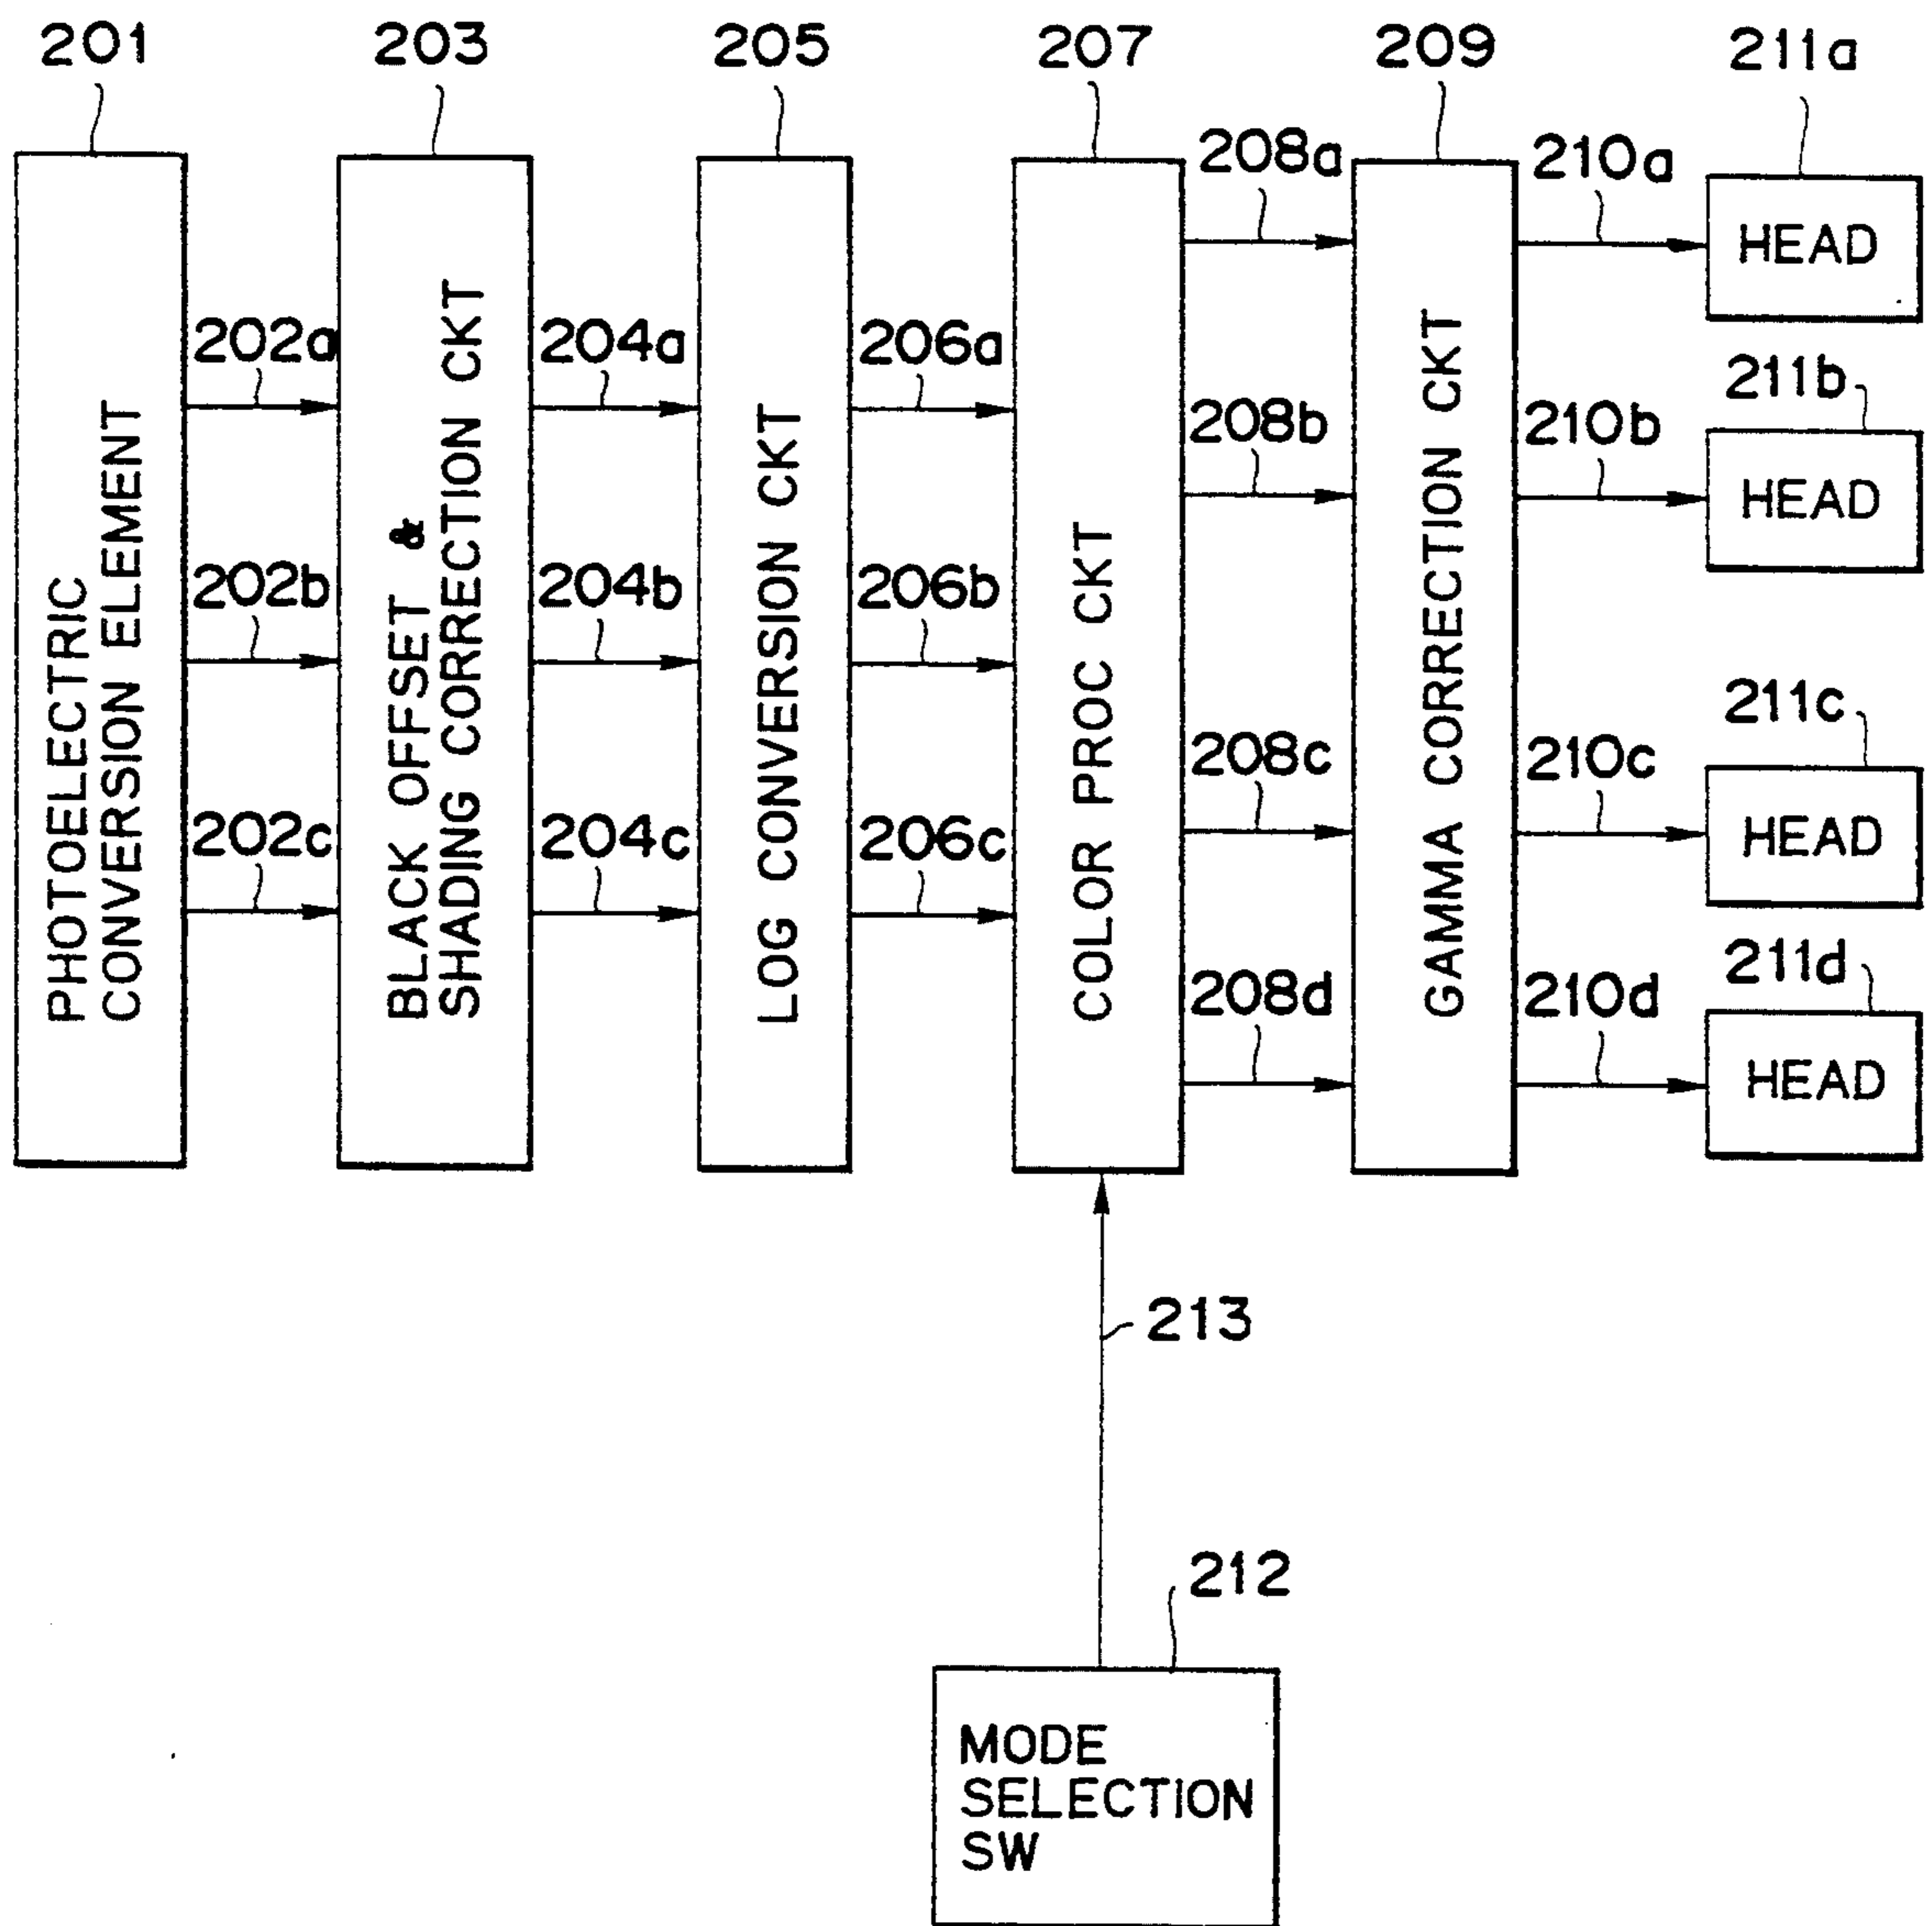 201
203
205
207
209
211a
208a
210a
HEAD
202a
204a
206a
208b
210b
211b
HEAD
202b
204b
206b
208c
210c
211c
HEAD
202c
204c
206c
208d
210d
211d
HEAD
PHOTOELECTRIC
CONVERSION ELEMENT
BLACK OFFSET &
SHADING CORRECTION CKT
LOG CONVERSION CKT
COLOR PROC CKT
GAMMA CORRECTION CKT
213
212
MODE
SELECTION
SW